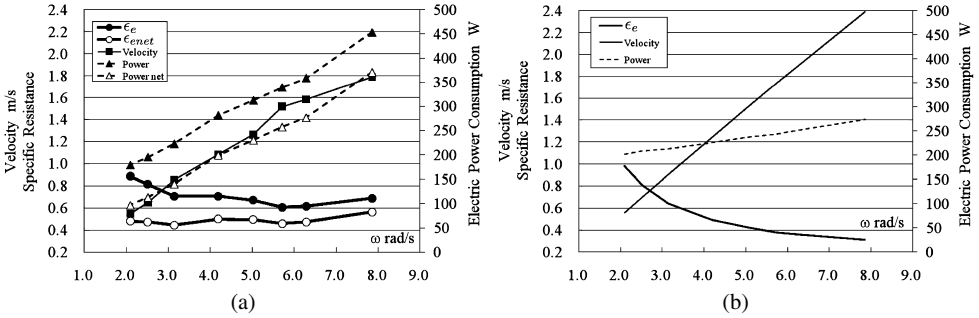 2.4
2.2
2.0
1.8
1.6
1.4
1.2
1.0
0.8
0.6
0.4
0.2
Velocity m/s
Specific Resistance
ϵe
ϵenet
Velocity
Power
Power net
500
450
400
350
300
250
200
150
100
50
0
Electric Power Consumption W
ω rad/s
1.0 2.0 3.0 4.0 5.0 6.0 7.0 8.0 9.0
(a)
2.4
2.2
2.0
1.8
1.6
1.4
1.2
1.0
0.8
0.6
0.4
0.2
Velocity m/s
Specific Resistance
ϵe
Velocity
Power
500
450
400
350
300
250
200
150
100
50
0
Electric Power Consumption W
ω rad/s
1.0 2.0 3.0 4.0 5.0 6.0 7.0 8.0 9.0
(b)